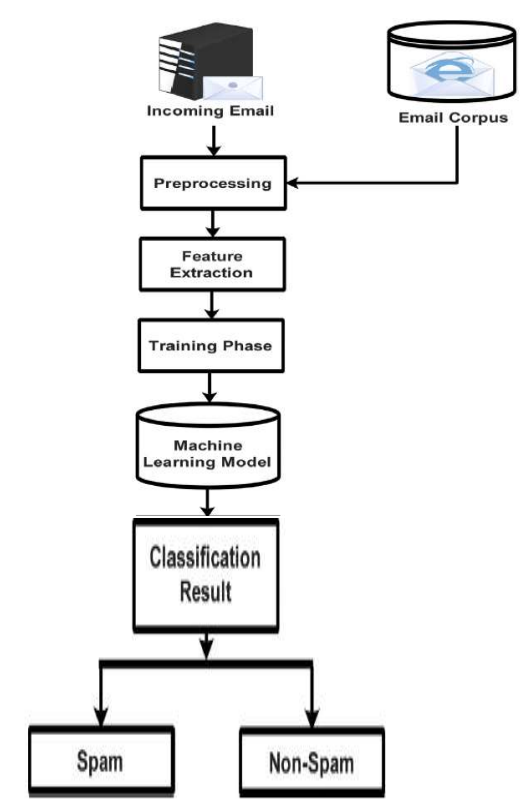 Incoming Email
Email Corpus
Preprocessing
Feature
Extraction
Training Phase
Machine
Learning Model
Classification
Result
Spam
Non-Spam